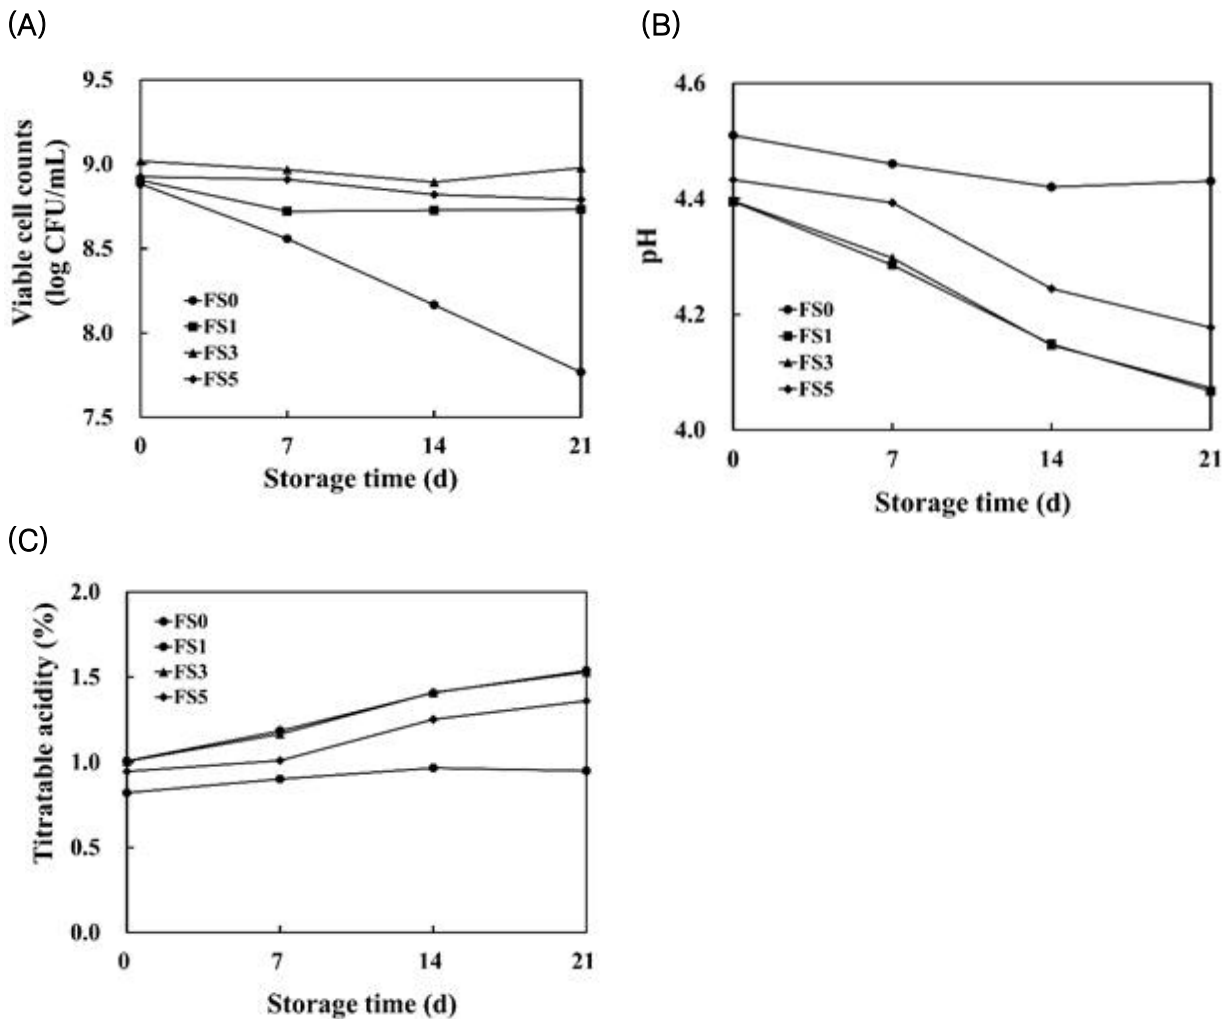 (A)
9.5
9.0
8.5
8.0
7.5
Viable cell counts
(log CFU/mL)
FS0
FS1
FS3
FS5
0 7 14 21
Storage time (d)
(B)
4.6
4.4
4.2
4.0
pH
FS0
FS1
FS3
FS5
0 7 14 21
Storage time (d)
(C)
2.0
1.5
1.0
0.5
0.0
Titratable acidity (%)
FS0
FS1
FS3
FS5
0 7 14 21
Storage time (d)